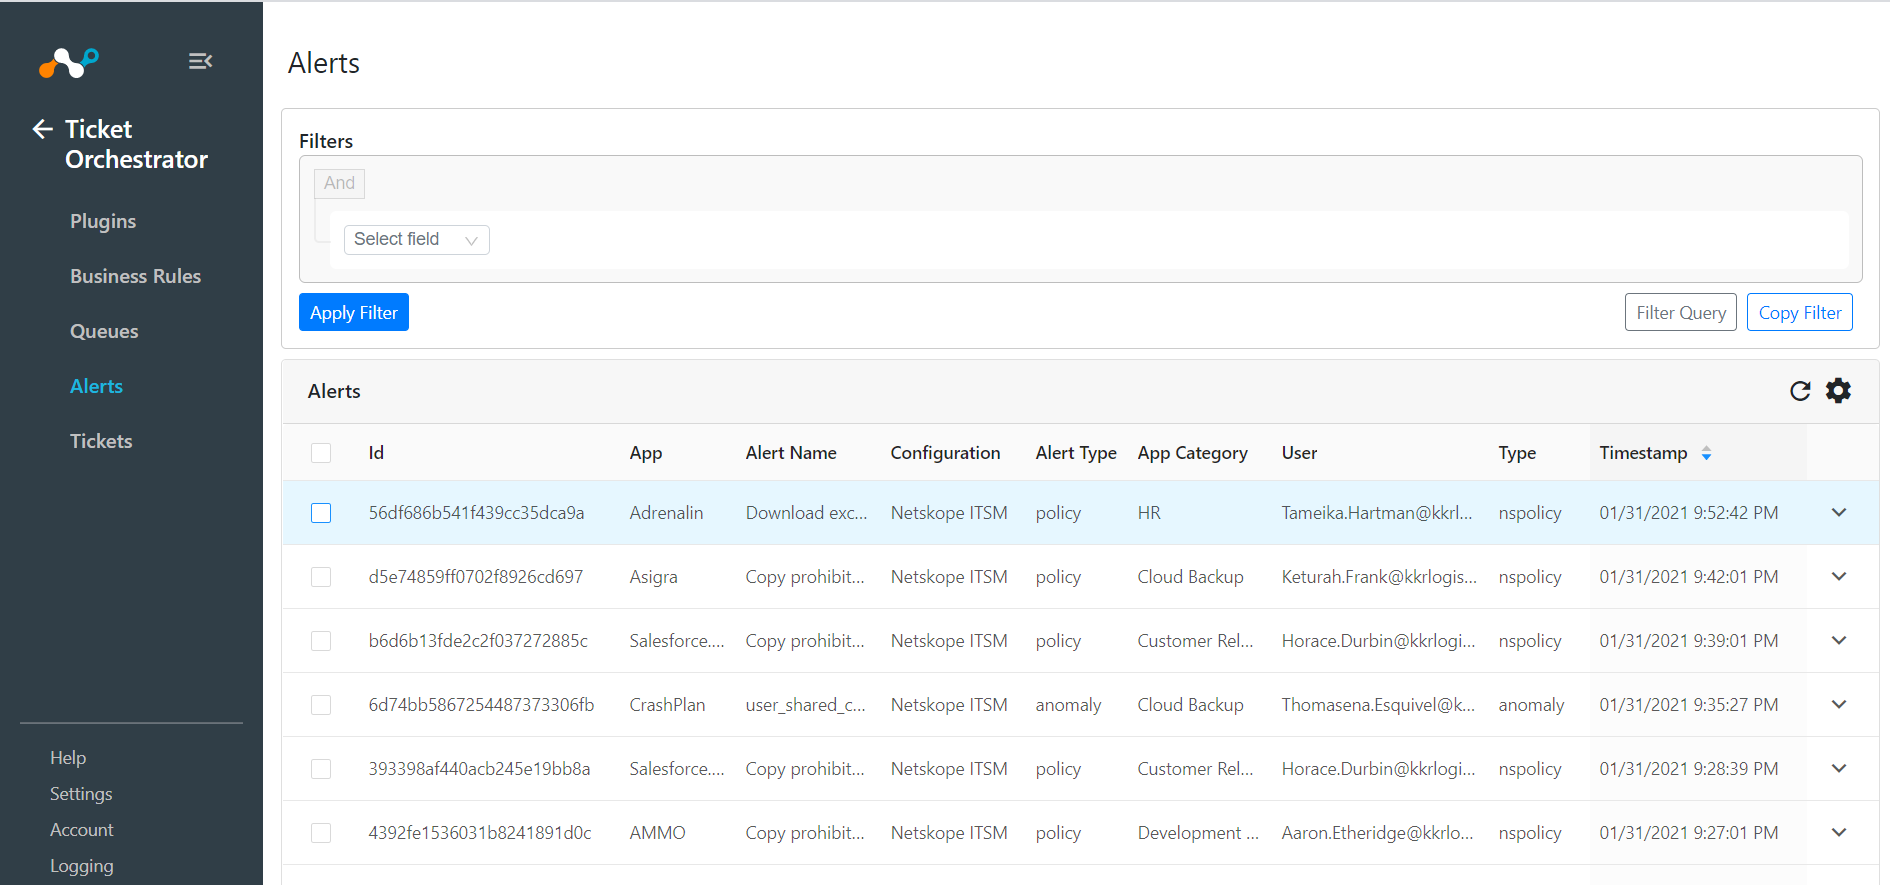 Ticket
Orchestrator
Plugins
Business Rules
Queues
Alerts
Tickets
Help
Settings
Account
Logging
Alerts
Filters
And
Select field
Apply Filter
Filter Query
Copy Filter
Alerts
Id App Alert Name Configuration Alert Type App Category User Type Timestamp
56df686b541f439cc35dca9a Adrenalin Download exc... Netskope ITSM policy HR Tameika.Hartman@kkrl... nspolicy 01/31/2021 9:52:42 PM
d5e74859ff0702f8926cd697 Asigra Copy prohibit... Netskope ITSM policy Cloud Backup Keturah.Frank@kkrlogis... nspolicy 01/31/2021 9:42:01 PM
b6d6b13fde2c2f037272885c Salesforce.... Copy prohibit... Netskope ITSM policy Customer Rel... Horace.Durbin@kkrlogi... nspolicy 01/31/2021 9:39:01 PM
6d74bb5867254487373306fb CrashPlan user_shared_c... Netskope ITSM anomaly Cloud Backup Thomasena.Esquivel@k... anomaly 01/31/2021 9:35:27 PM
393398af440acb245e19bb8a Salesforce.... Copy prohibit... Netskope ITSM policy Customer Rel... Horace.Durbin@kkrlogi... nspolicy 01/31/2021 9:28:39 PM
4392fe1536031b8241891d0c AMMO Copy prohibit... Netskope ITSM policy Development ... Aaron.Etheridge@kkrlo... nspolicy 01/31/2021 9:27:01 PM